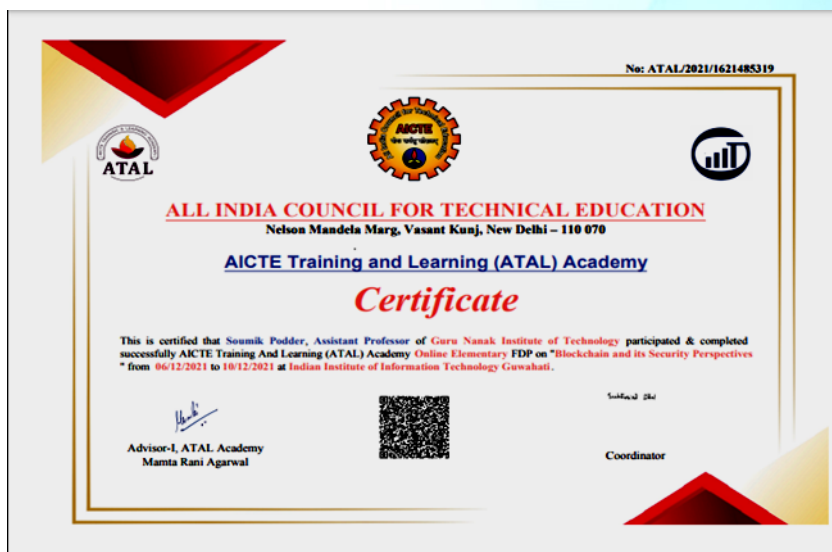 No: ATAL/2021/1621485319
ATAL
AICTE
ALL INDIA COUNCIL FOR TECHNICAL EDUCATION
Nelson Mandela Marg, Vasant Kunj, New Delhi – 110 070
AICTE Training and Learning (ATAL) Academy
Certificate
This is certified that Soumik Podder, Assistant Professor of Guru Nanak Institute of Technology participated & completed
successfully AICTE Training And Learning (ATAL) Academy Online Elementary FDP on "Blockchain and its Security Perspectives
" from 06/12/2021 to 10/12/2021 at Indian Institute of Information Technology Guwahati.
Advisor-I, ATAL Academy
Mamta Rani Agarwal
Coordinator